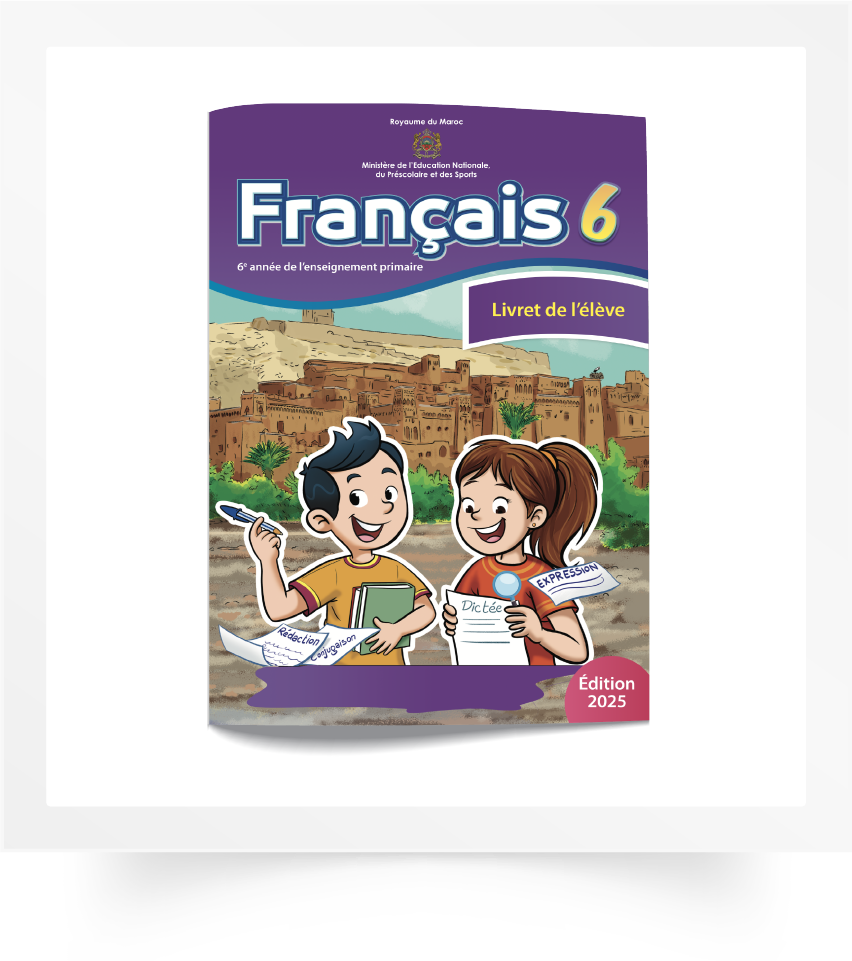 Royaume du Maroc
Ministère de l'Education Nationale,
du Préscolaire et des Sports
Français 6
6e année de l'enseignement primaire
Livret de l'élève
EXPRESSION
Dictée
Rédaction
Conjugaison
Édition
2025